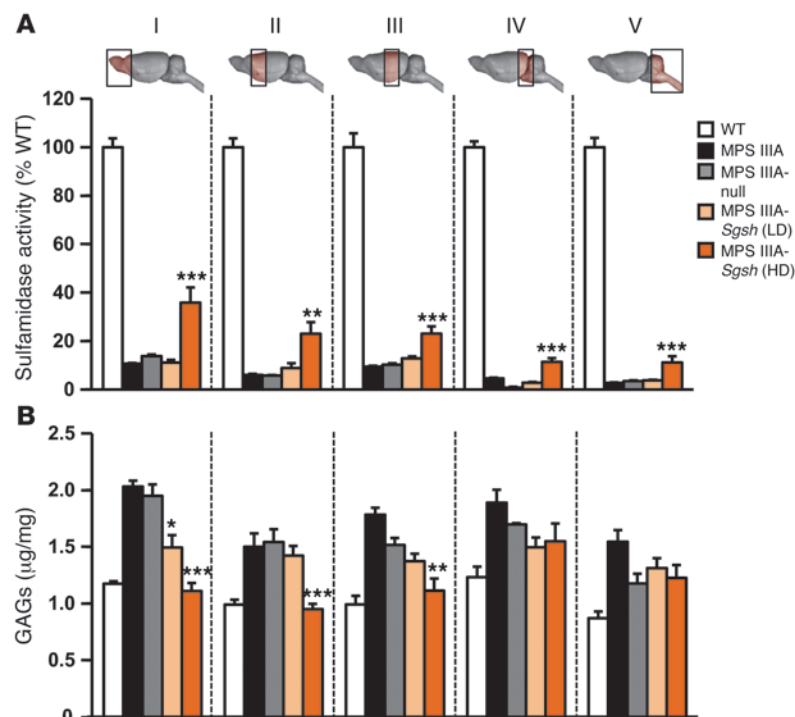 A
I II III IV V
Sulfamidase activity (% WT)
120
100
80
60
40
20
0
*** ** *** *** ***
WT
MPS IIIA
MPS IIIA-
null
MPS IIIA-
Sgsh (LD)
MPS IIIA-
Sgsh (HD)
B
GAGs (μg/mg)
2.5
2.0
1.5
1.0
0.5
0
* *** *** **